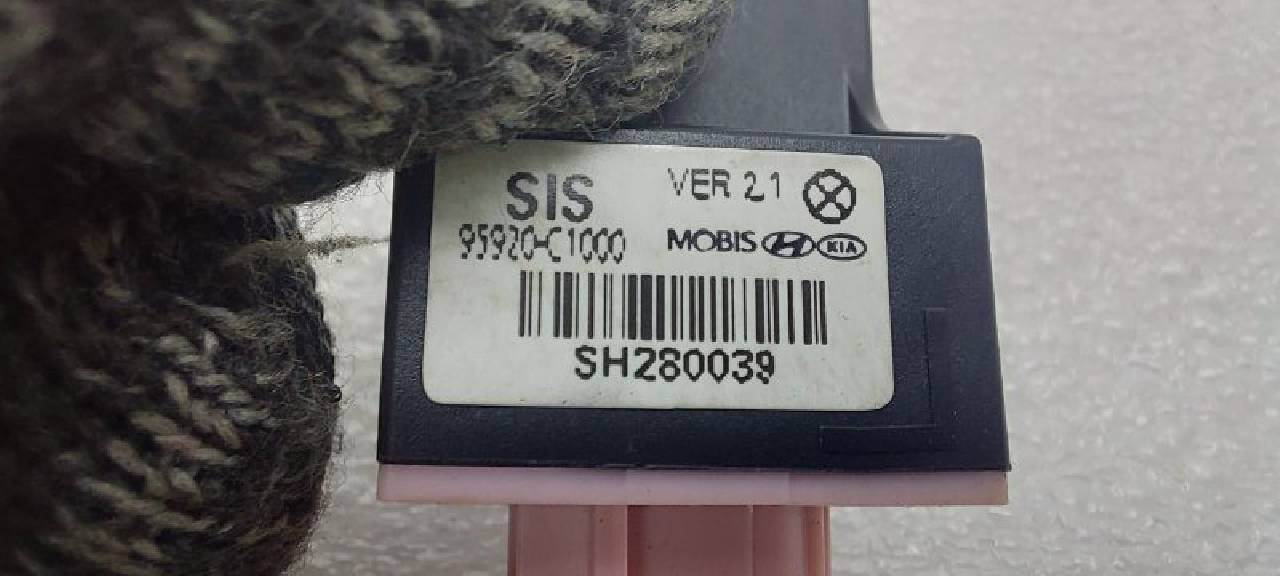 SIS VER 2.1
95920-C1000 MOBIS KIA
SH280039